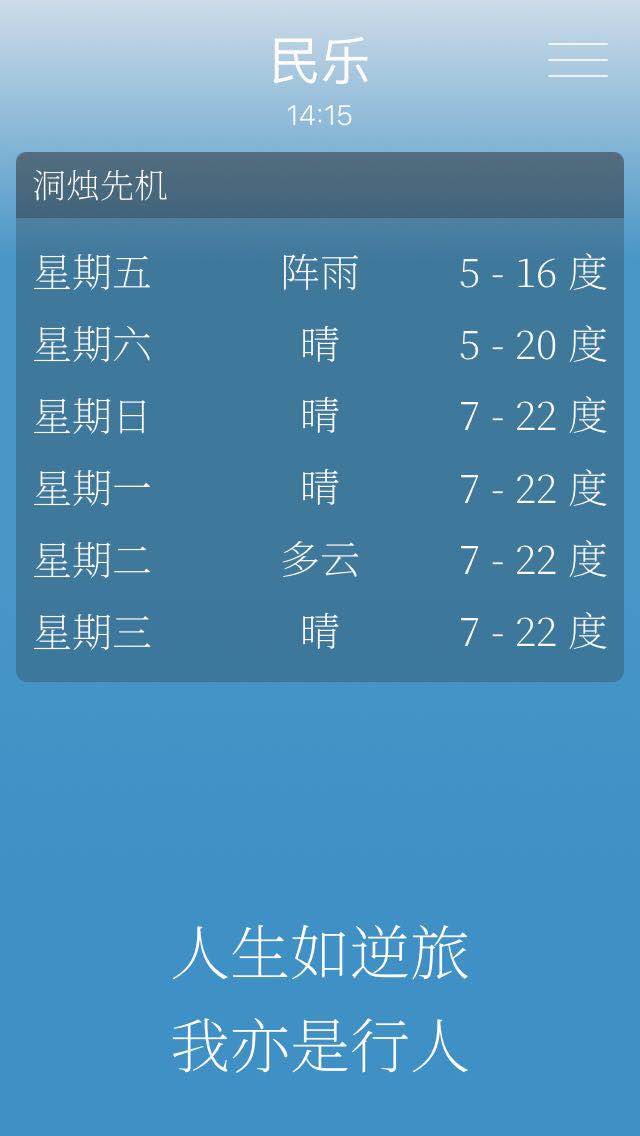 民乐
14:15
洞烛先机
星期五 阵雨 5 - 16 度
星期六 晴 5 - 20 度
星期日 晴 7 - 22 度
星期一 晴 7 - 22 度
星期二 多云 7 - 22 度
星期三 晴 7 - 22 度
人生如逆旅
我亦是行人